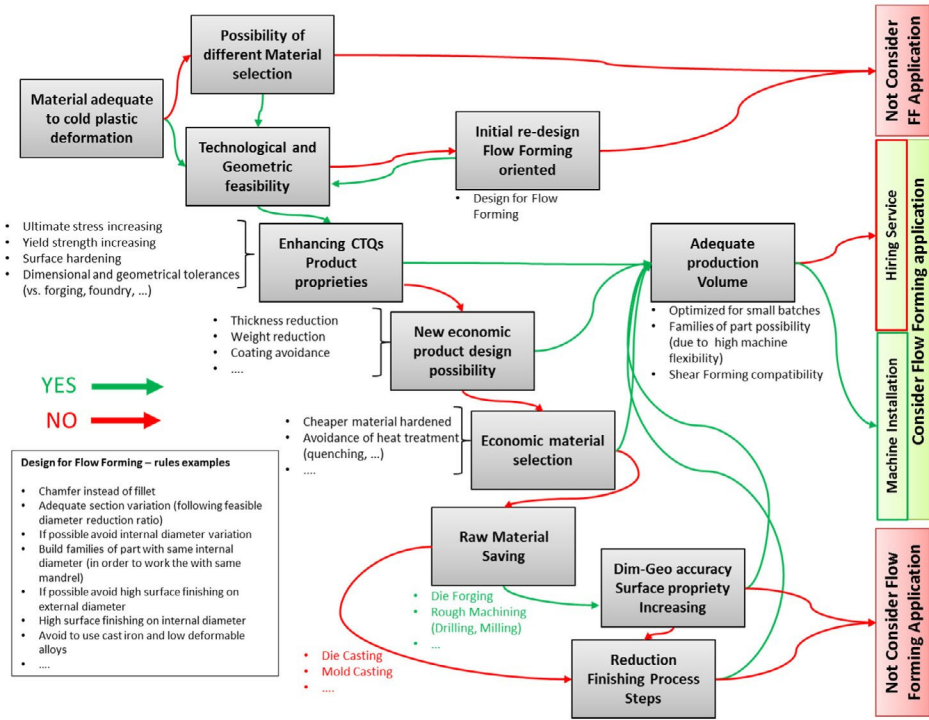 Possibility of
different Material
selection
Not Consider
FF Application
Material adequate
to cold plastic
deformation
Technological and
Geometric
feasibility
Initial re-design
Flow Forming
oriented
• Design for Flow
Forming
• Ultimate stress increasing
• Yield strength increasing
• Surface hardening
• Dimensional and geometrical tolerances
(vs. forging, foundry, ...)
Enhancing CTQs
Product
proprieties
Adequate
production
Volume
• Optimized for small batches
• Families of part possibility
(due to high machine
flexibility)
• Shear Forming compatibility
Hiring Service
Machine Installation
Consider Flow Forming application
• Thickness reduction
• Weight reduction
• Coating avoidance
• ....
New economic
product design
possibility
YES
NO
• Cheaper material hardened
• Avoidance of heat treatment
(quenching, ...)
• ....
Economic material
selection
Design for Flow Forming – rules examples
• Chamfer instead of fillet
• Adequate section variation (following feasible
diameter reduction ratio)
• If possible avoid internal diameter variation
• Build families of part with same internal
diameter (in order to work the with same
mandrel)
• If possible avoid high surface finishing on
external diameter
• High surface finishing on internal diameter
• Avoid to use cast iron and low deformable
alloys
• ....
Raw Material
Saving
• Die Forging
• Rough Machining
(Drilling, Milling)
• ...
Dim-Geo accuracy
Surface propriety
Increasing
• Die Casting
• Mold Casting
• ....
Reduction
Finishing Process
Steps
Not Consider Flow
Forming Application